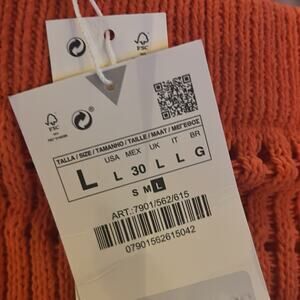 FSC
FSC
TALLA / SIZE / TAMANHO / TAILLE / MAAT / ΜΕΓΕΘΟΣ
USA MEX UK IT BR
L L 30 L L G
S M L
ART.: 7901/562/615
07901562615042